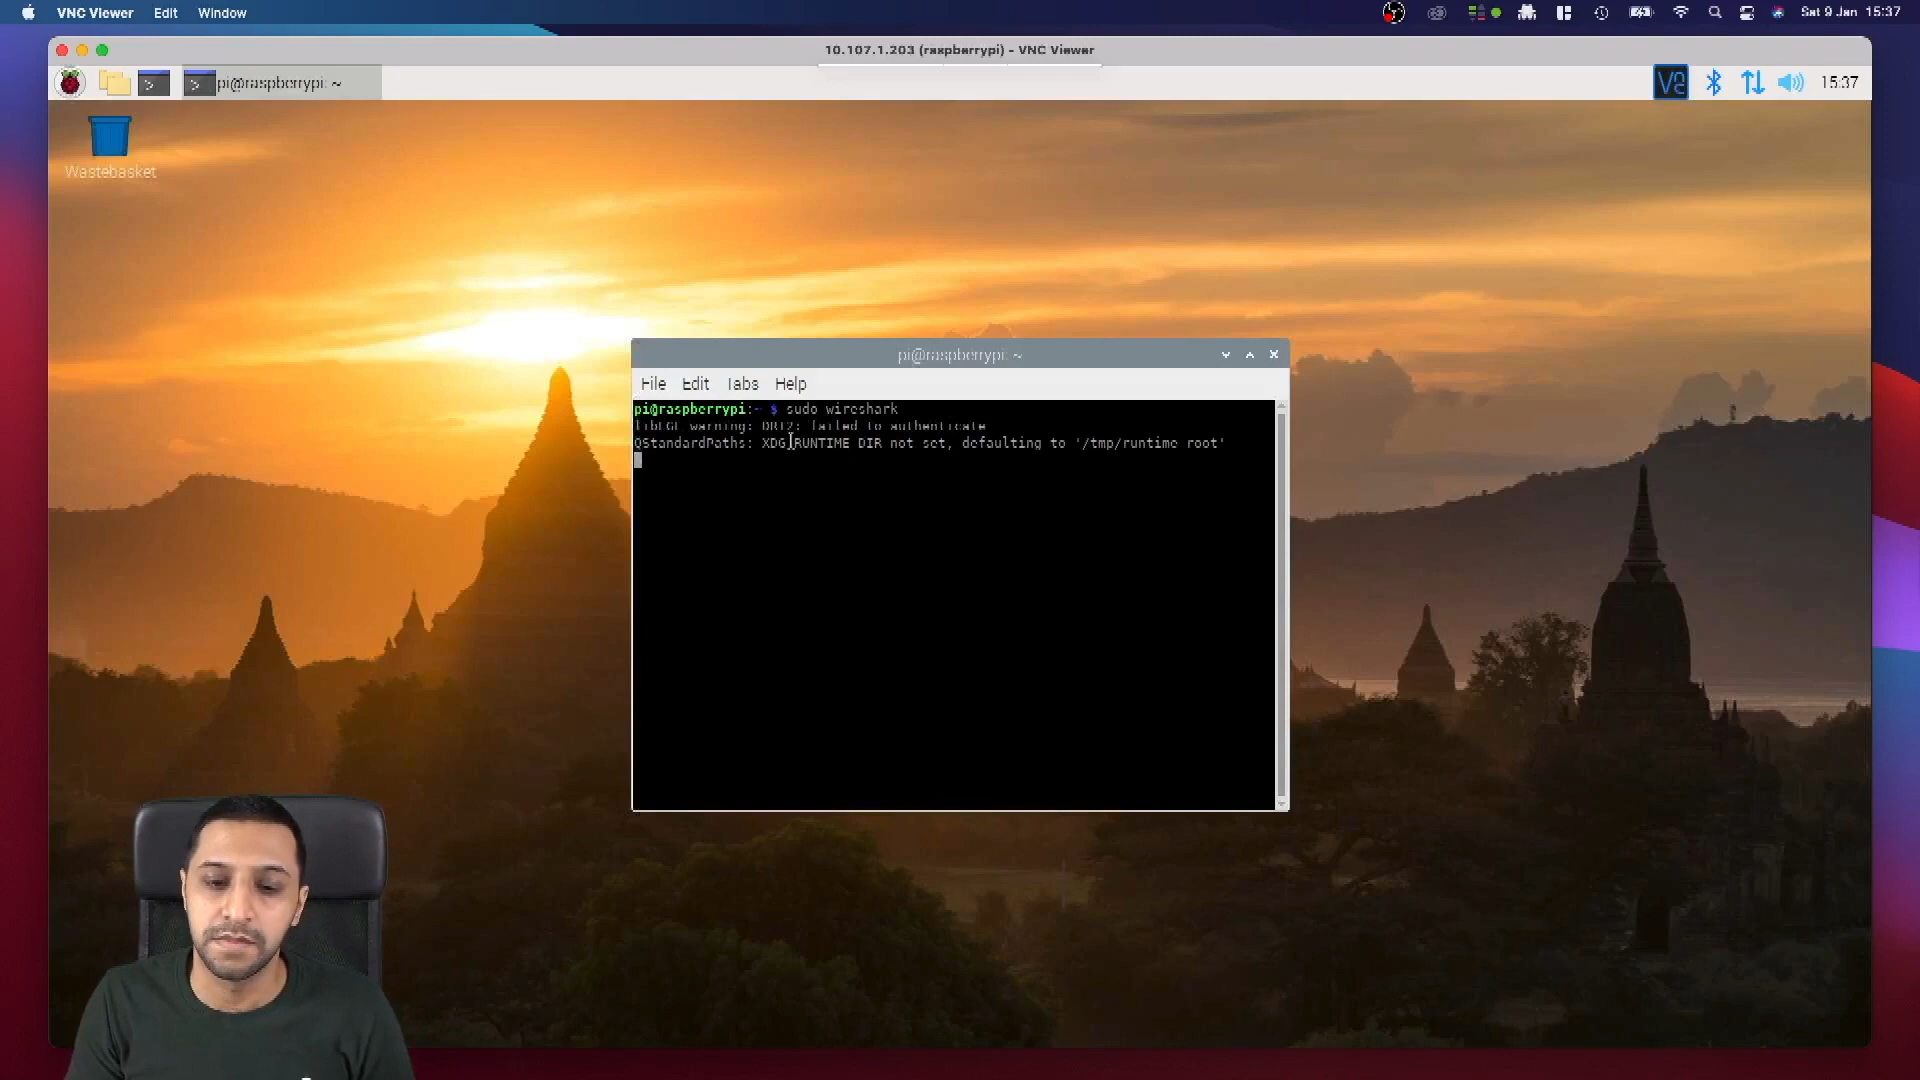 VNC Viewer Edit Window
Sat 9 Jan 15:37
10.107.1.203 (raspberrypi) - VNC Viewer
pi@raspberrypi: ~
15:37
Wastebasket
pi@raspberrypi: ~
File Edit Tabs Help
pi@raspberrypi:~ $ sudo wireshark
libEGL warning: DRI2: failed to authenticate
QStandardPaths: XDG_RUNTIME_DIR not set, defaulting to '/tmp/runtime-root'